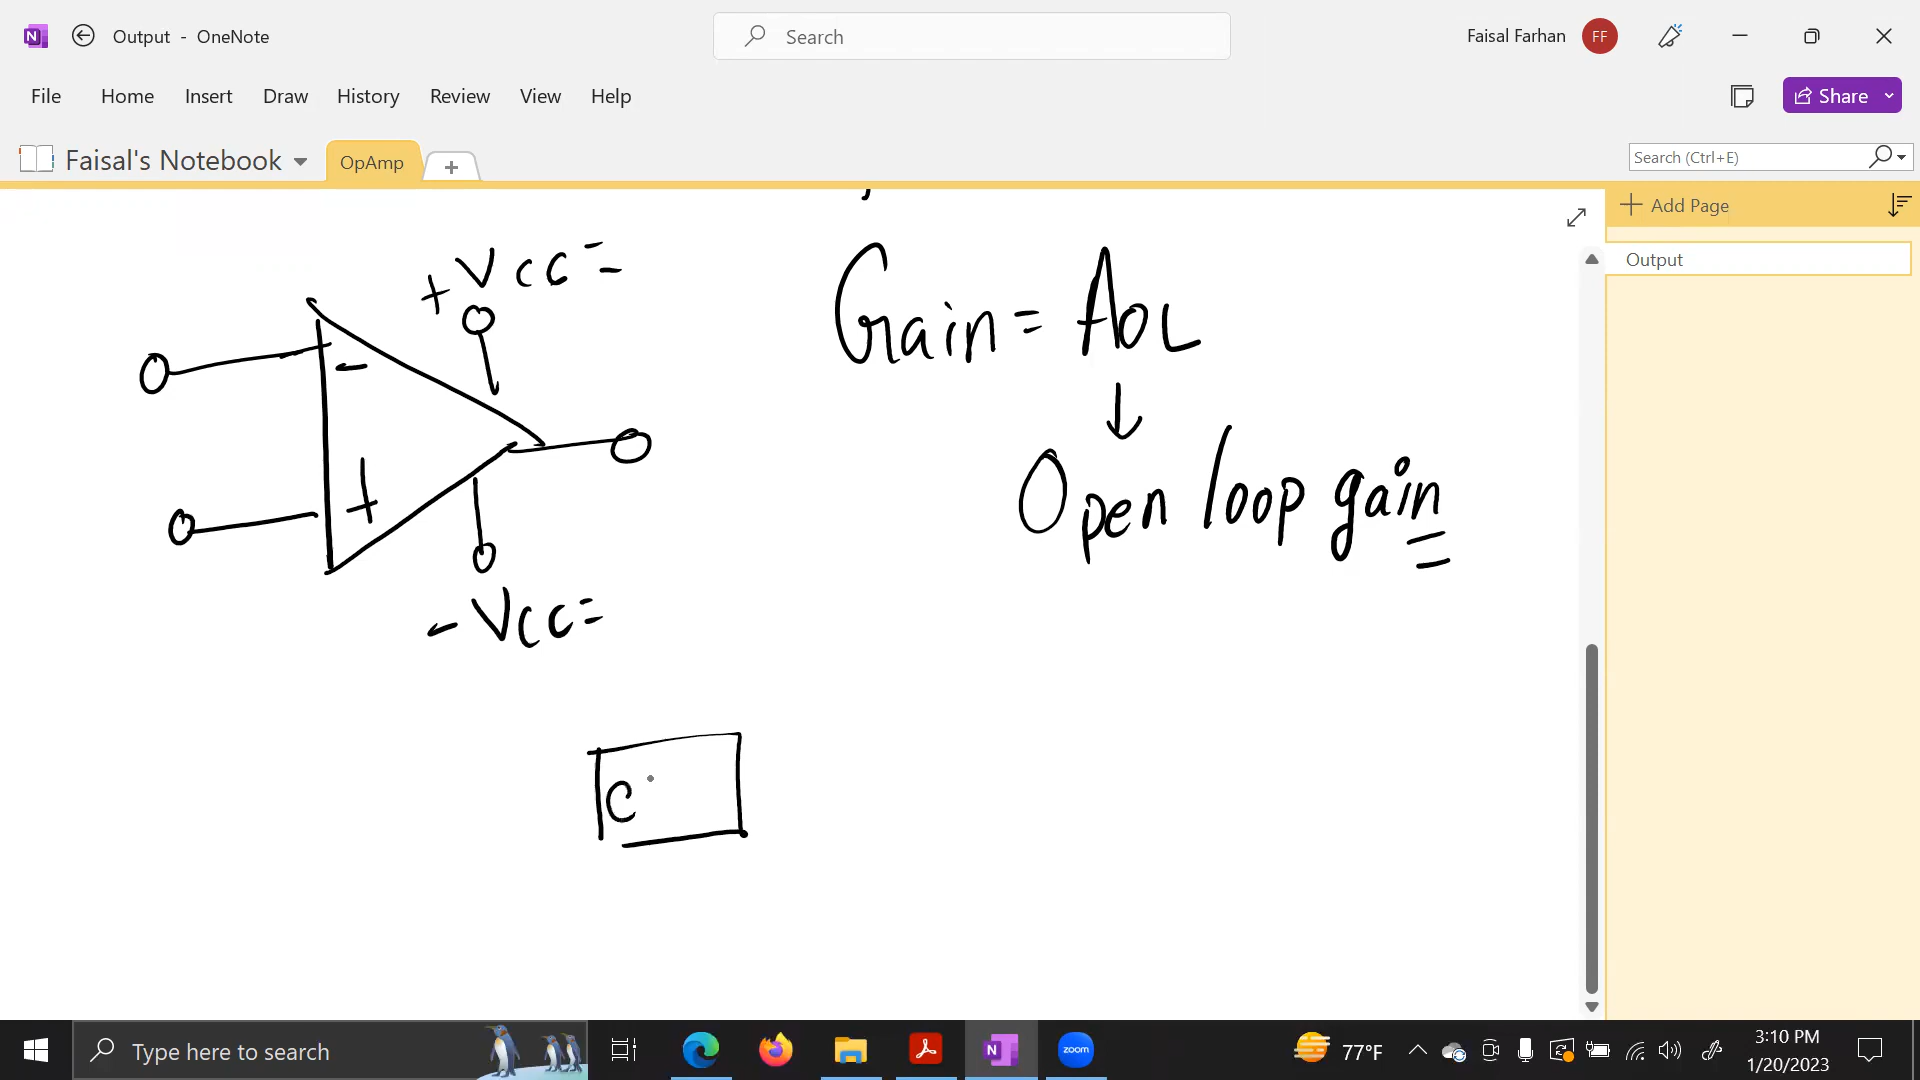 Output - OneNote
Search
Faisal Farhan
FF
File Home Insert Draw History Review View Help
Share
Faisal's Notebook
OpAmp
Search (Ctrl+E)
Add Page
Output
+Vcc=
-
+
-Vcc=
Gain = AOL
↓
Open loop gain
C
Type here to search
zoom
77°F
3:10 PM
1/20/2023